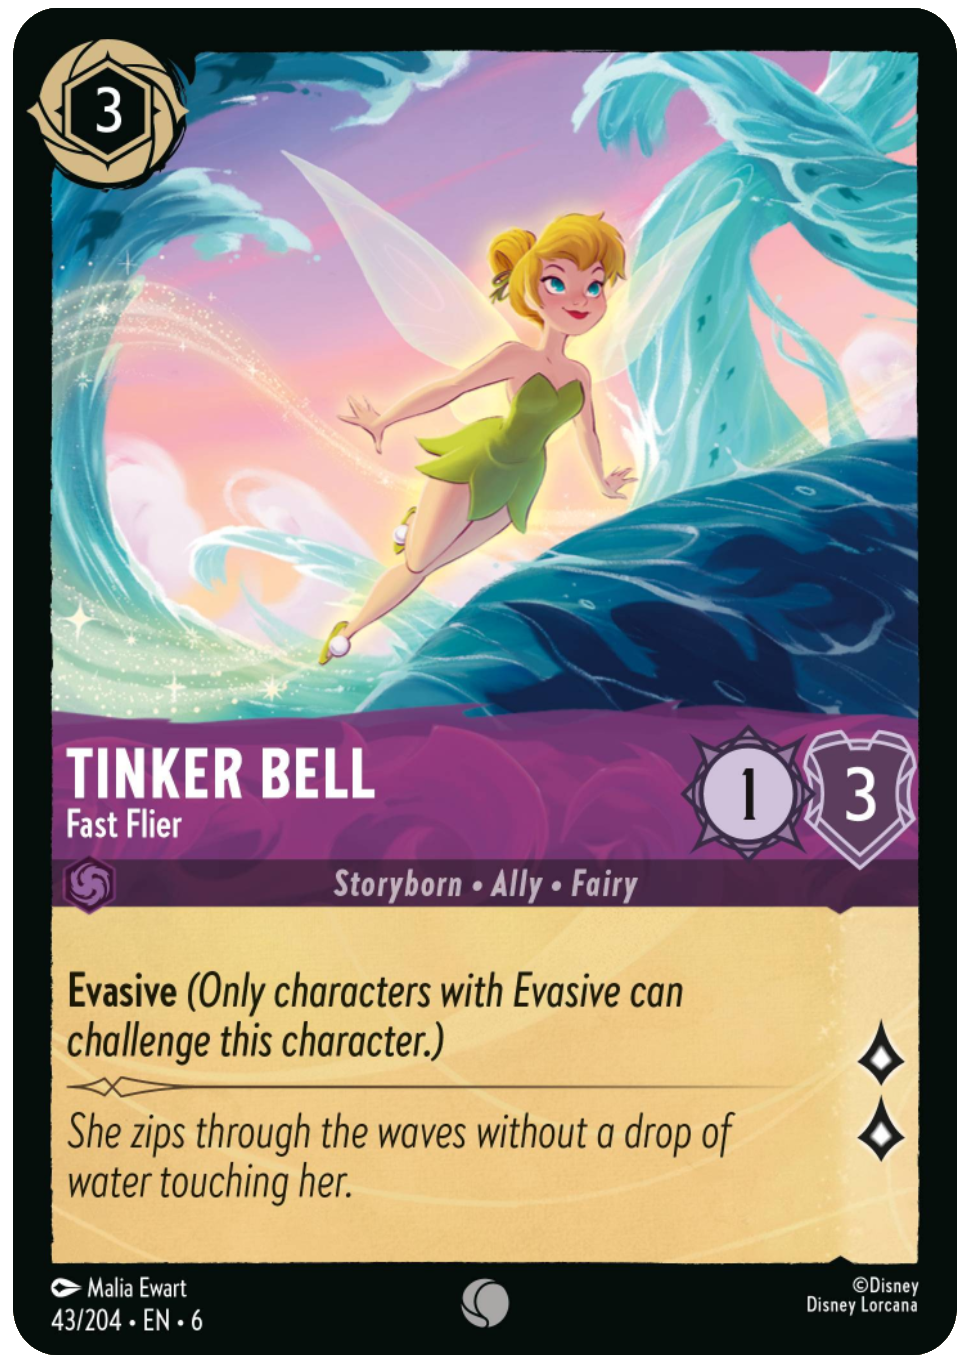 3
TINKER BELL
Fast Flier
1
3
Storyborn • Ally • Fairy
Evasive (Only characters with Evasive can
challenge this character.)
She zips through the waves without a drop of
water touching her.
Malia Ewart
43/204 • EN • 6
©Disney
Disney Lorcana